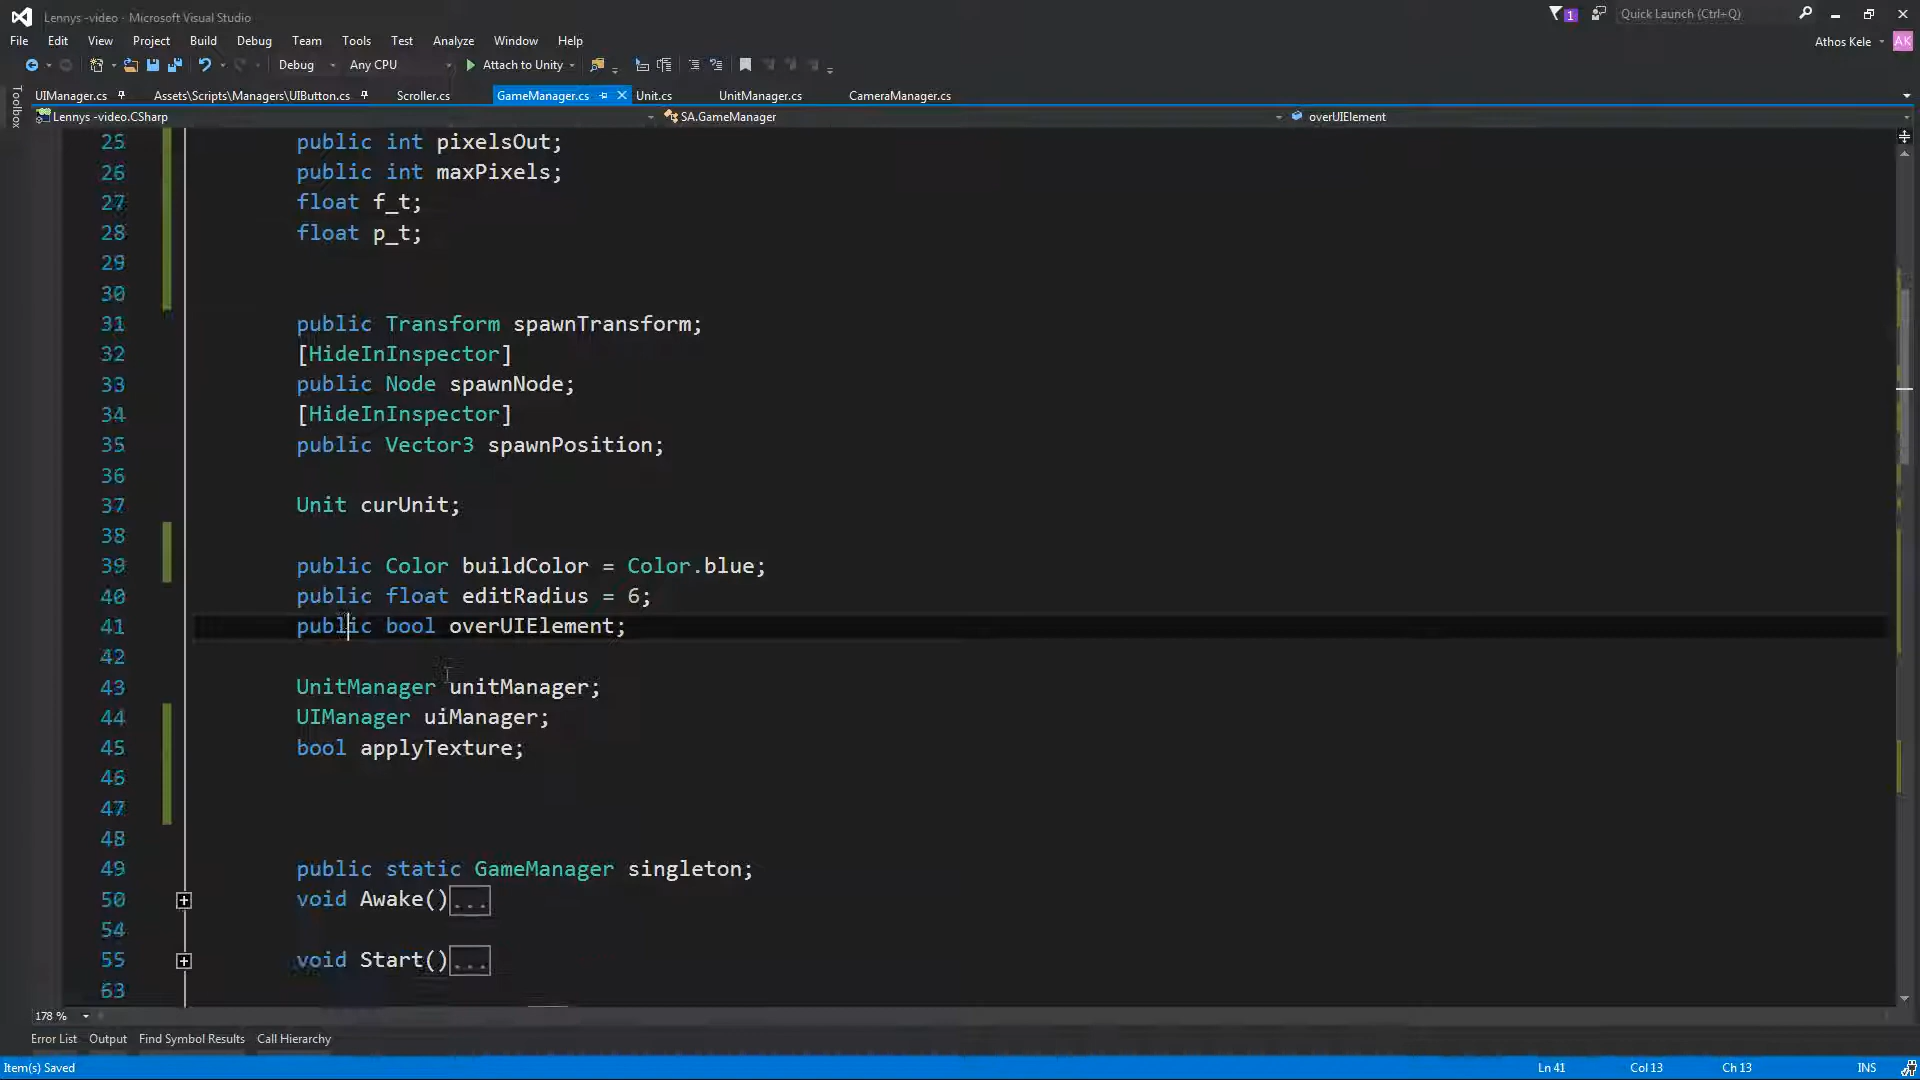 Lennys -video - Microsoft Visual Studio
1
Quick Launch (Ctrl+Q)
File Edit View Project Build Debug Team Tools Test Analyze Window Help
Athos Kele AK
Debug Any CPU Attach to Unity
Toolbox
UIManager.cs Assets\Scripts\Managers\UIButton.cs Scroller.cs GameManager.cs Unit.cs UnitManager.cs CameraManager.cs
Lennys -video.CSharp SA.GameManager overUIElement
25 public int pixelsOut;
26 public int maxPixels;
27 float f_t;
28 float p_t;
29
30
31 public Transform spawnTransform;
32 [HideInInspector]
33 public Node spawnNode;
34 [HideInInspector]
35 public Vector3 spawnPosition;
36
37 Unit curUnit;
38
39 public Color buildColor = Color.blue;
40 public float editRadius = 6;
41 public bool overUIElement;
42
43 UnitManager unitManager;
44 UIManager uiManager;
45 bool applyTexture;
46
47
48
49 public static GameManager singleton;
50 void Awake()...
54
55 void Start()...
63
178 %
Error List Output Find Symbol Results Call Hierarchy
Item(s) Saved Ln 41 Col 13 Ch 13 INS